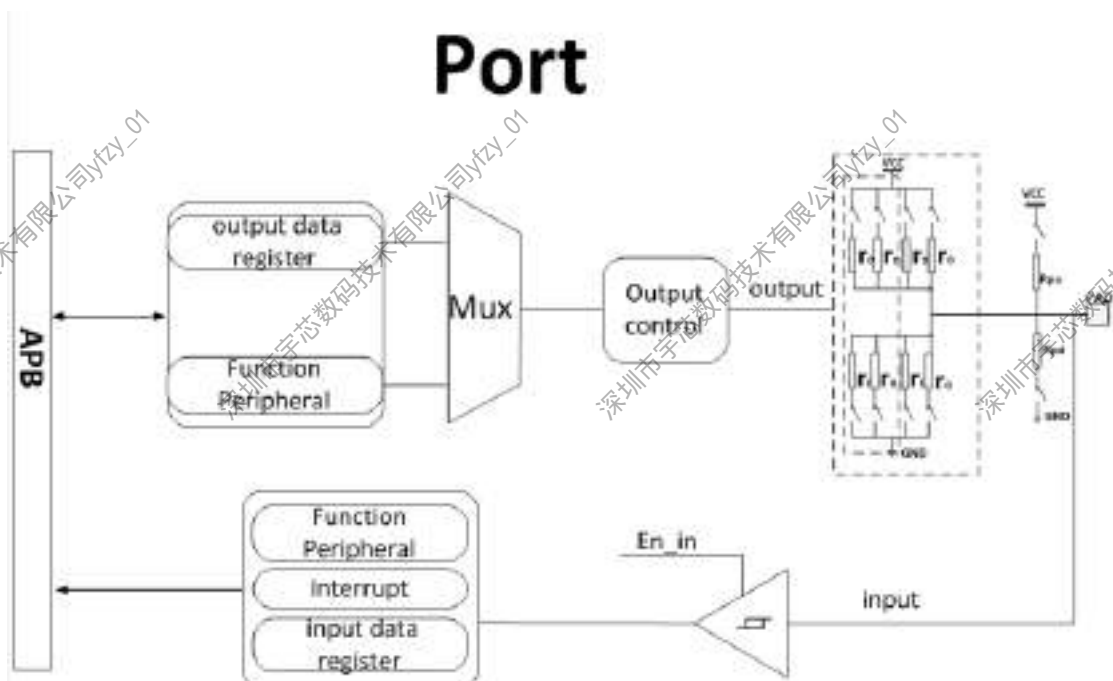 Port
深圳市宇芯数码技术有限公司yfzy_01
深圳市宇芯数码技术有限公司yfzy_01
术有限公司yfzy_01
深圳市宇芯数码技术
APB
output data
register
Function
Peripheral
Mux
Output
control
output
VCC
GND
VCC
GND
Function
Peripheral
Interrupt
input data
register
En_in
input